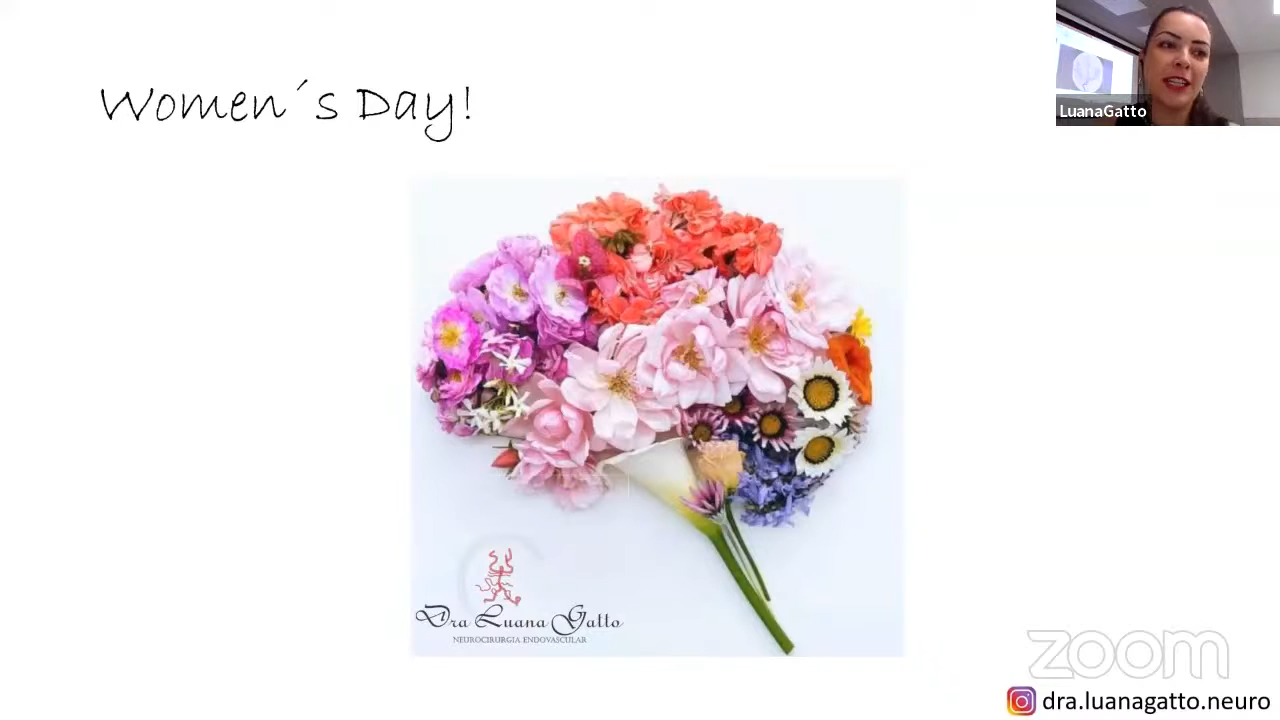 Women´s Day!
LuanaGatto
Dra Luana Gatto
NEUROCIRURGIA ENDOVASCULAR
zoom
dra.luanagatto.neuro